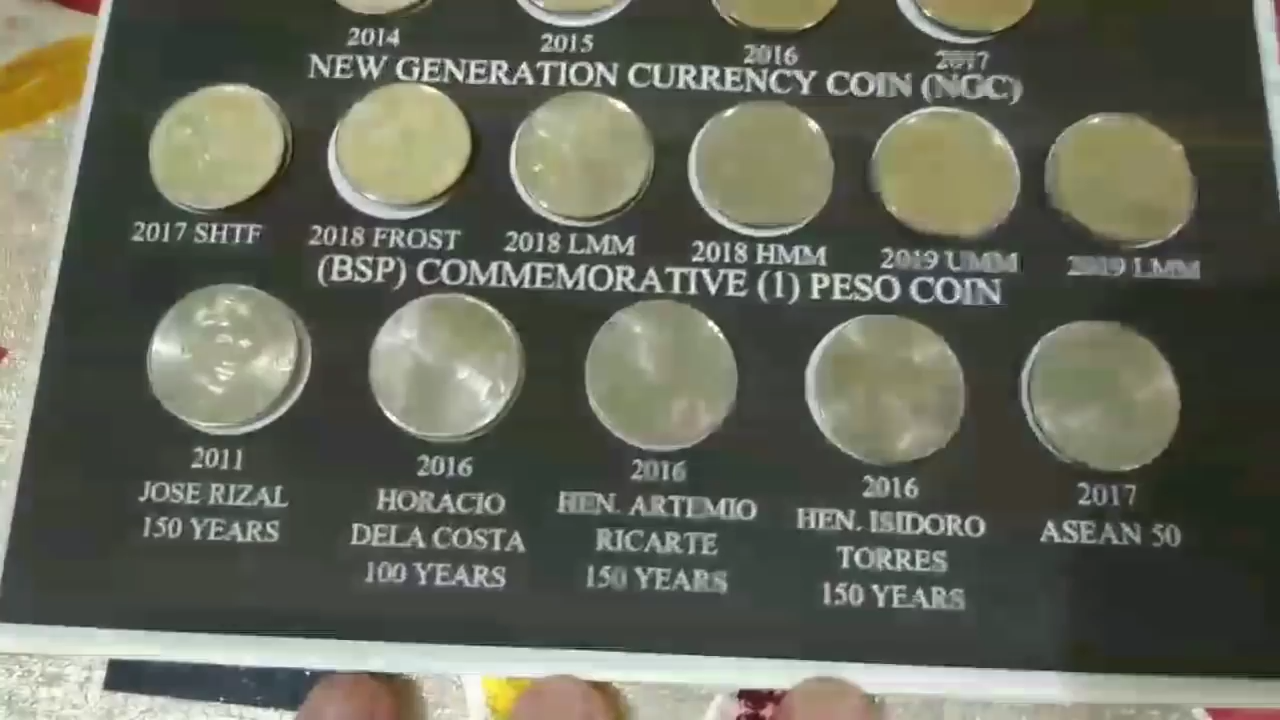 2014
2015
2016
2017
NEW GENERATION CURRENCY COIN (NGC)
2017 SHTF
2018 FROST
2018 LMM
2018 HMM
2019 UMM
2019 LMM
(BSP) COMMEMORATIVE (1) PESO COIN
2011
JOSE RIZAL
150 YEARS
2016
HORACIO
DELA COSTA
100 YEARS
2016
HEN. ARTEMIO
RICARTE
150 YEARS
2016
HEN. ISIDORO
TORRES
150 YEARS
2017
ASEAN 50